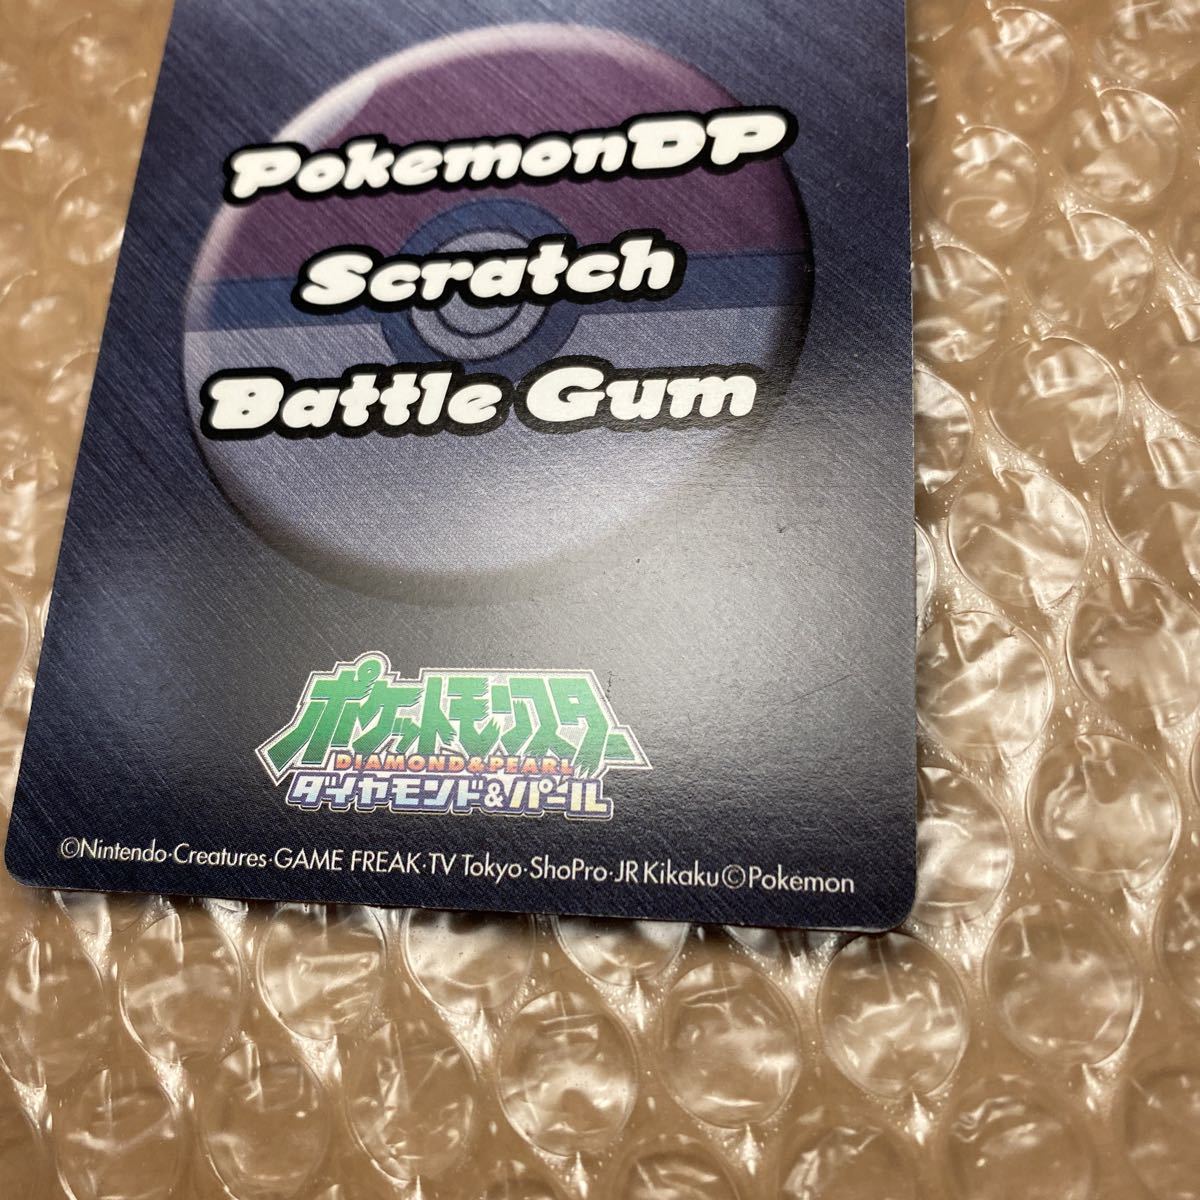 PokemonDP
Scratch
Battle Gum
ポケットモンスター
DIAMOND&PEARL
ダイヤモンド&パール
©Nintendo·Creatures·GAME FREAK·TV Tokyo·ShoPro·JR Kikaku ©Pokemon